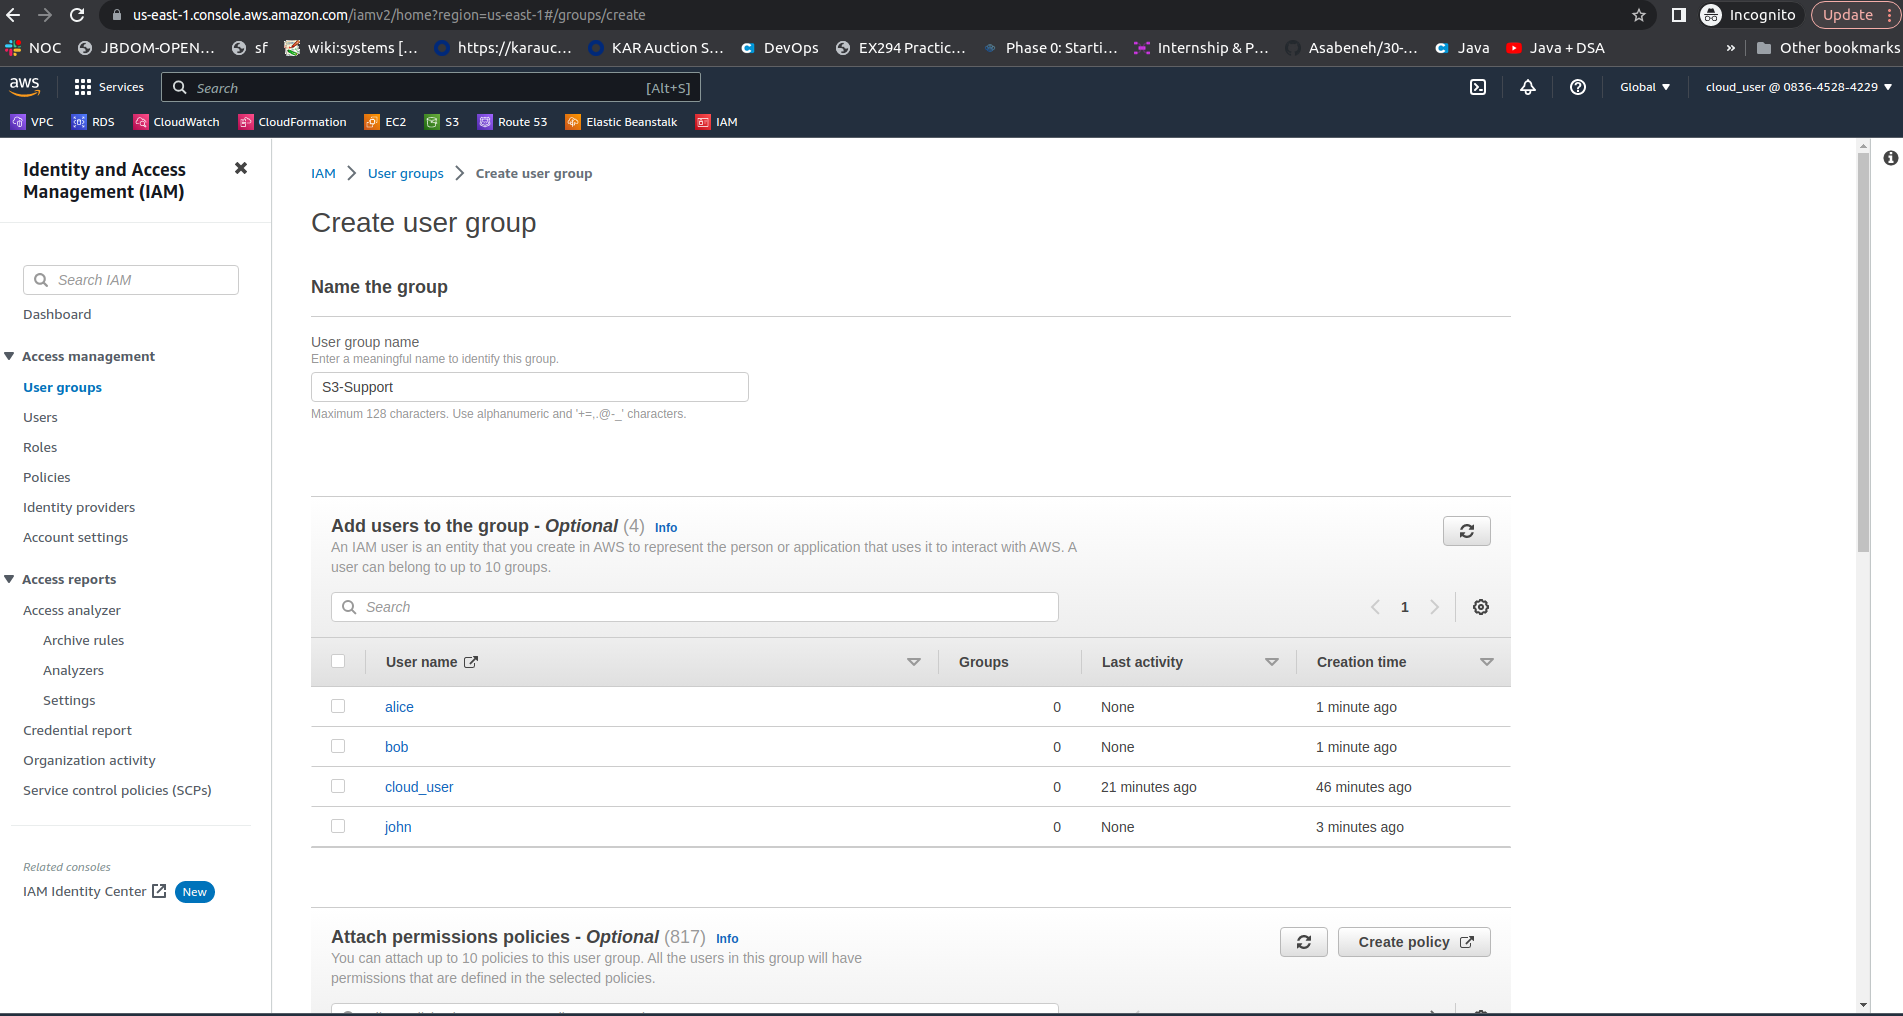 us-east-1.console.aws.amazon.com/iamv2/home?region=us-east-1#/groups/create
Incognito
Update
NOC
JBDOM-OPEN...
sf
wiki:systems [...
https://karauc...
KAR Auction S...
DevOps
EX294 Practic...
Phase 0: Starti...
Internship & P...
Asabeneh/30-...
Java
Java + DSA
»
Other bookmarks
aws
Services
Search
[Alt+S]
Global
cloud_user @ 0836-4528-4229
VPC
RDS
CloudWatch
CloudFormation
EC2
S3
Route 53
Elastic Beanstalk
IAM
Identity and Access
Management (IAM)
Search IAM
Dashboard
Access management
User groups
Users
Roles
Policies
Identity providers
Account settings
Access reports
Access analyzer
Archive rules
Analyzers
Settings
Credential report
Organization activity
Service control policies (SCPs)
Related consoles
IAM Identity Center New
IAM > User groups > Create user group
Create user group
Name the group
User group name
Enter a meaningful name to identify this group.
S3-Support
Maximum 128 characters. Use alphanumeric and '+=,.@-_' characters.
Add users to the group - Optional (4) Info
An IAM user is an entity that you create in AWS to represent the person or application that uses it to interact with AWS. A
user can belong to up to 10 groups.
Search
1
User name Groups Last activity Creation time
alice 0 None 1 minute ago
bob 0 None 1 minute ago
cloud_user 0 21 minutes ago 46 minutes ago
john 0 None 3 minutes ago
Attach permissions policies - Optional (817) Info
Create policy
You can attach up to 10 policies to this user group. All the users in this group will have
permissions that are defined in the selected policies.